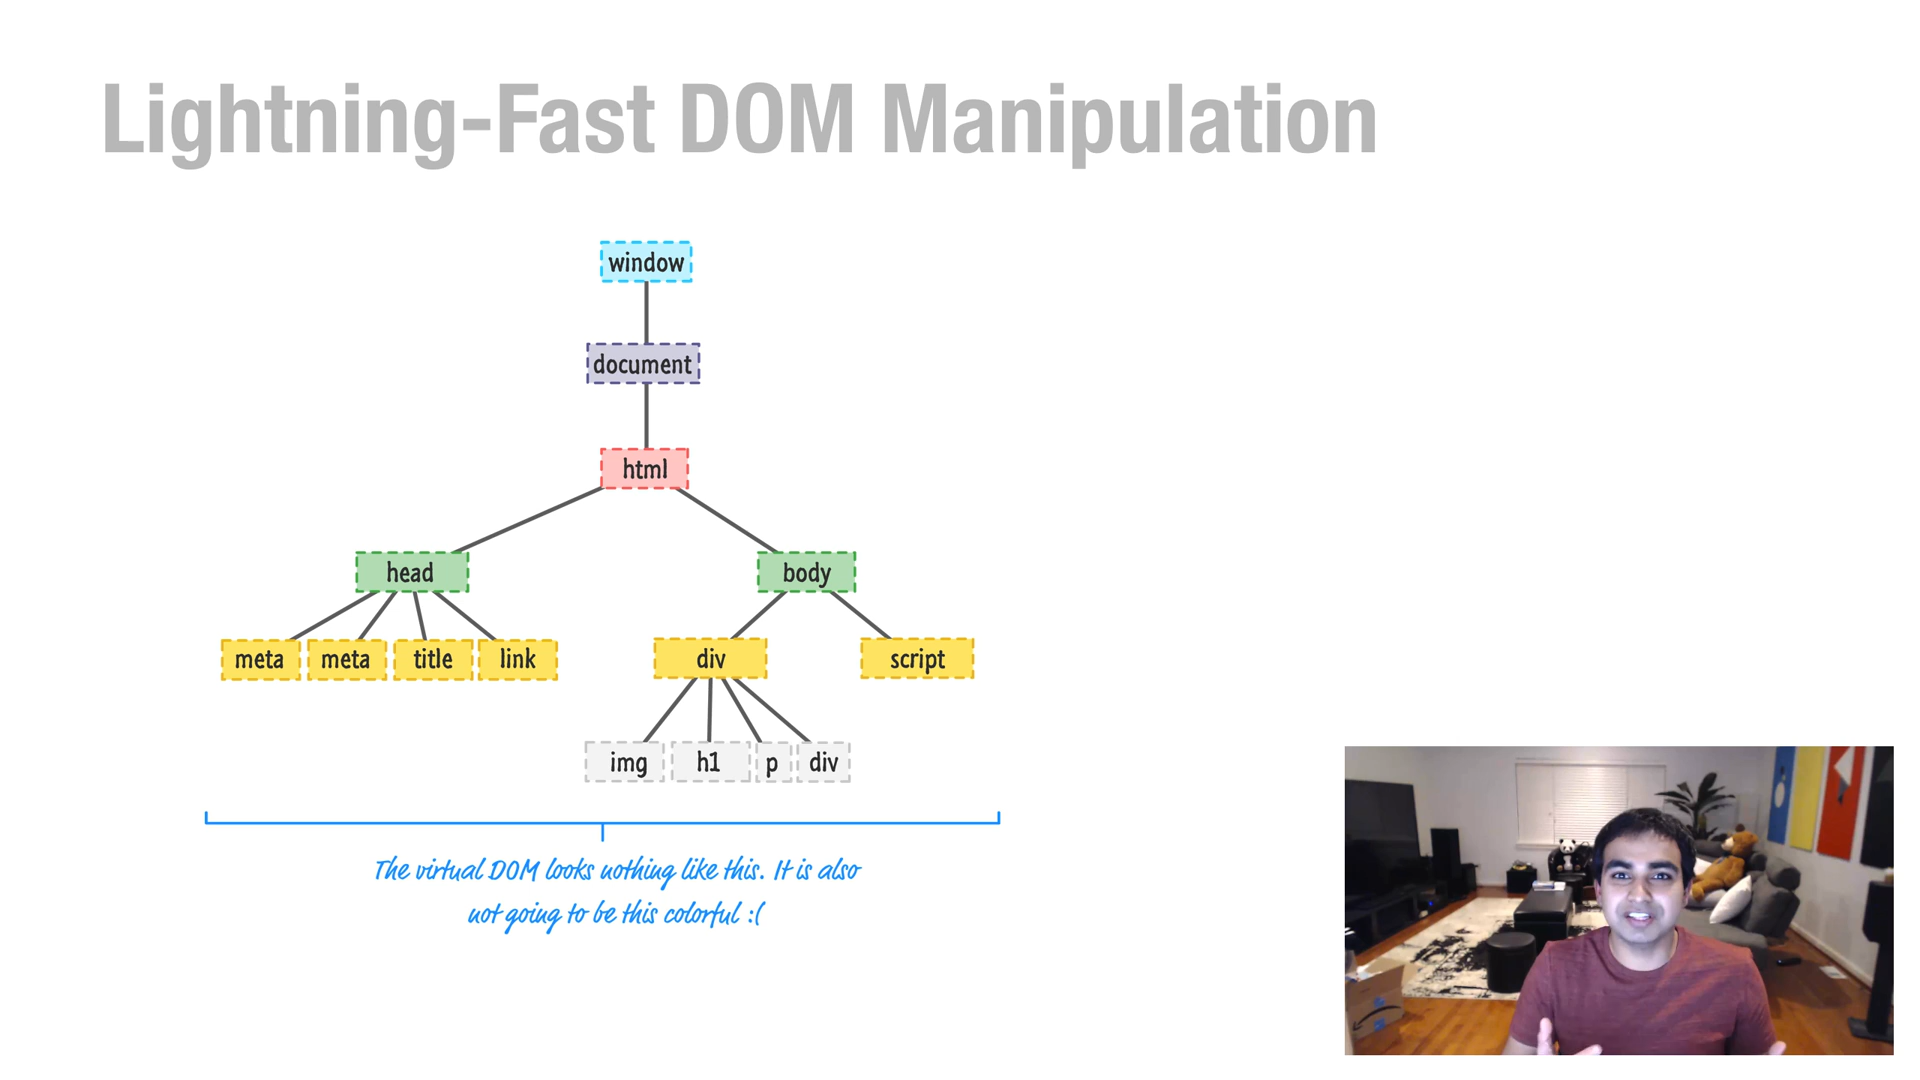 Lightning-Fast DOM Manipulation
window
document
html
head body
meta meta title link div script
img h1 p div
The virtual DOM looks nothing like this. It is also
not going to be this colorful :(